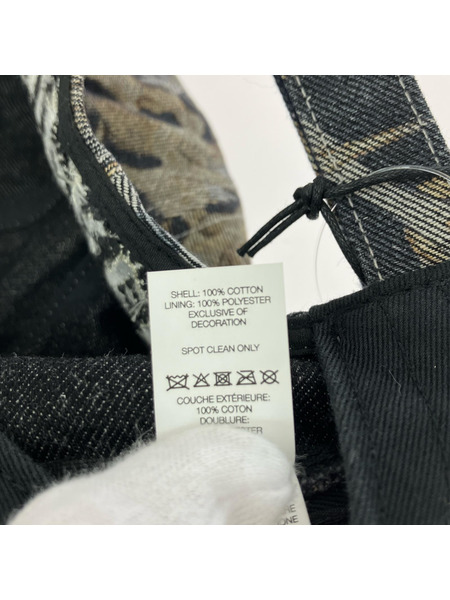 SHELL: 100% COTTON
LINING: 100% POLYESTER
EXCLUSIVE OF
DECORATION
SPOT CLEAN ONLY
COUCHE EXTÉRIEURE:
100% COTON
DOUBLURE: